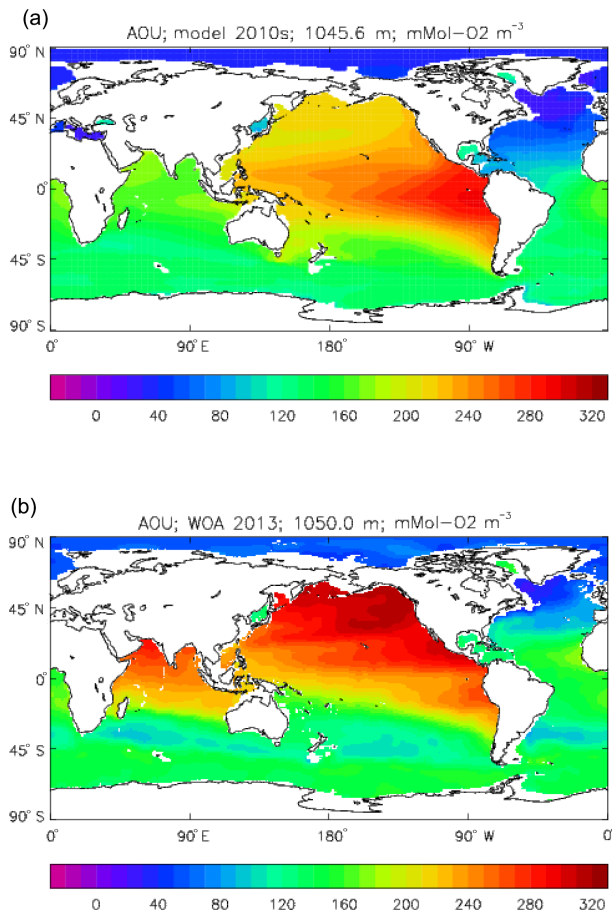 (a)
AOU; model 2010s; 1045.6 m; mMol−O2 m⁻³
90° N
45° N
0°
45° S
90° S
0° 90° E 180° 90° W
0 40 80 120 160 200 240 280 320
(b)
AOU; WOA 2013; 1050.0 m; mMol−O2 m⁻³
90° N
45° N
0°
45° S
90° S
0° 90° E 180° 90° W 0°
0 40 80 120 160 200 240 280 320